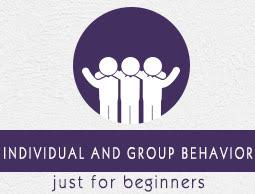 INDIVIDUAL AND GROUP BEHAVIOR
just for beginners